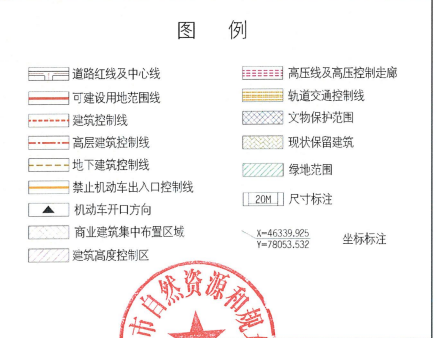 图 例
道路红线及中心线
可建设用地范围线
建筑控制线
高层建筑控制线
地下建筑控制线
禁止机动车出入口控制线
机动车开口方向
商业建筑集中布置区域
建筑高度控制区
高压线及高压控制走廊
轨道交通控制线
文物保护范围
现状保留建筑
绿地范围
20M 尺寸标注
X=46339.925
Y=78053.532
坐标标注
市自然资源和规